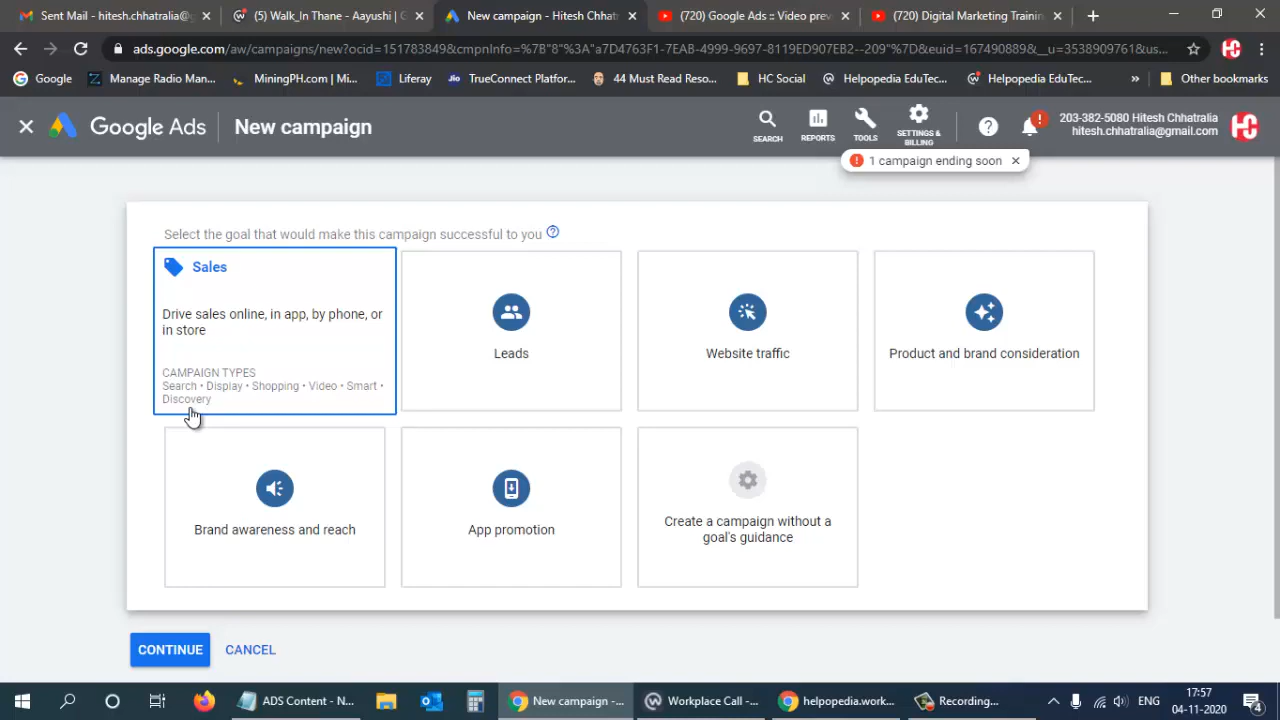 Sent Mail - hitesh.chhatralia@g
(5) Walk_In Thane - Aayushi | G
New campaign - Hitesh Chhatr
(720) Google Ads :: Video prev
(720) Digital Marketing Training
ads.google.com/aw/campaigns/new?ocid=151783849&cmpnInfo=%7B"8"%3A"a7D4763F1-7EAB-4999-9697-8119ED907EB2--209"%7D&euid=167490889&__u=3538909761&us...
Google
Manage Radio Man...
MiningPH.com | Mi...
Liferay
TrueConnect Platfor...
44 Must Read Reso...
HC Social
Helpopedia EduTec...
Helpopedia EduTec...
»
Other bookmarks
Google Ads
New campaign
SEARCH
REPORTS
TOOLS
SETTINGS & BILLING
203-382-5080 Hitesh Chhatralia
hitesh.chhatralia@gmail.com
1 campaign ending soon
Select the goal that would make this campaign successful to you
Sales
Drive sales online, in app, by phone, or
in store
CAMPAIGN TYPES
Search • Display • Shopping • Video • Smart •
Discovery
Leads
Website traffic
Product and brand consideration
Brand awareness and reach
App promotion
Create a campaign without a
goal's guidance
CONTINUE
CANCEL
ADS Content - N...
New campaign -...
Workplace Call -...
helpopedia.work...
Recording...
ENG
17:57
04-11-2020
4